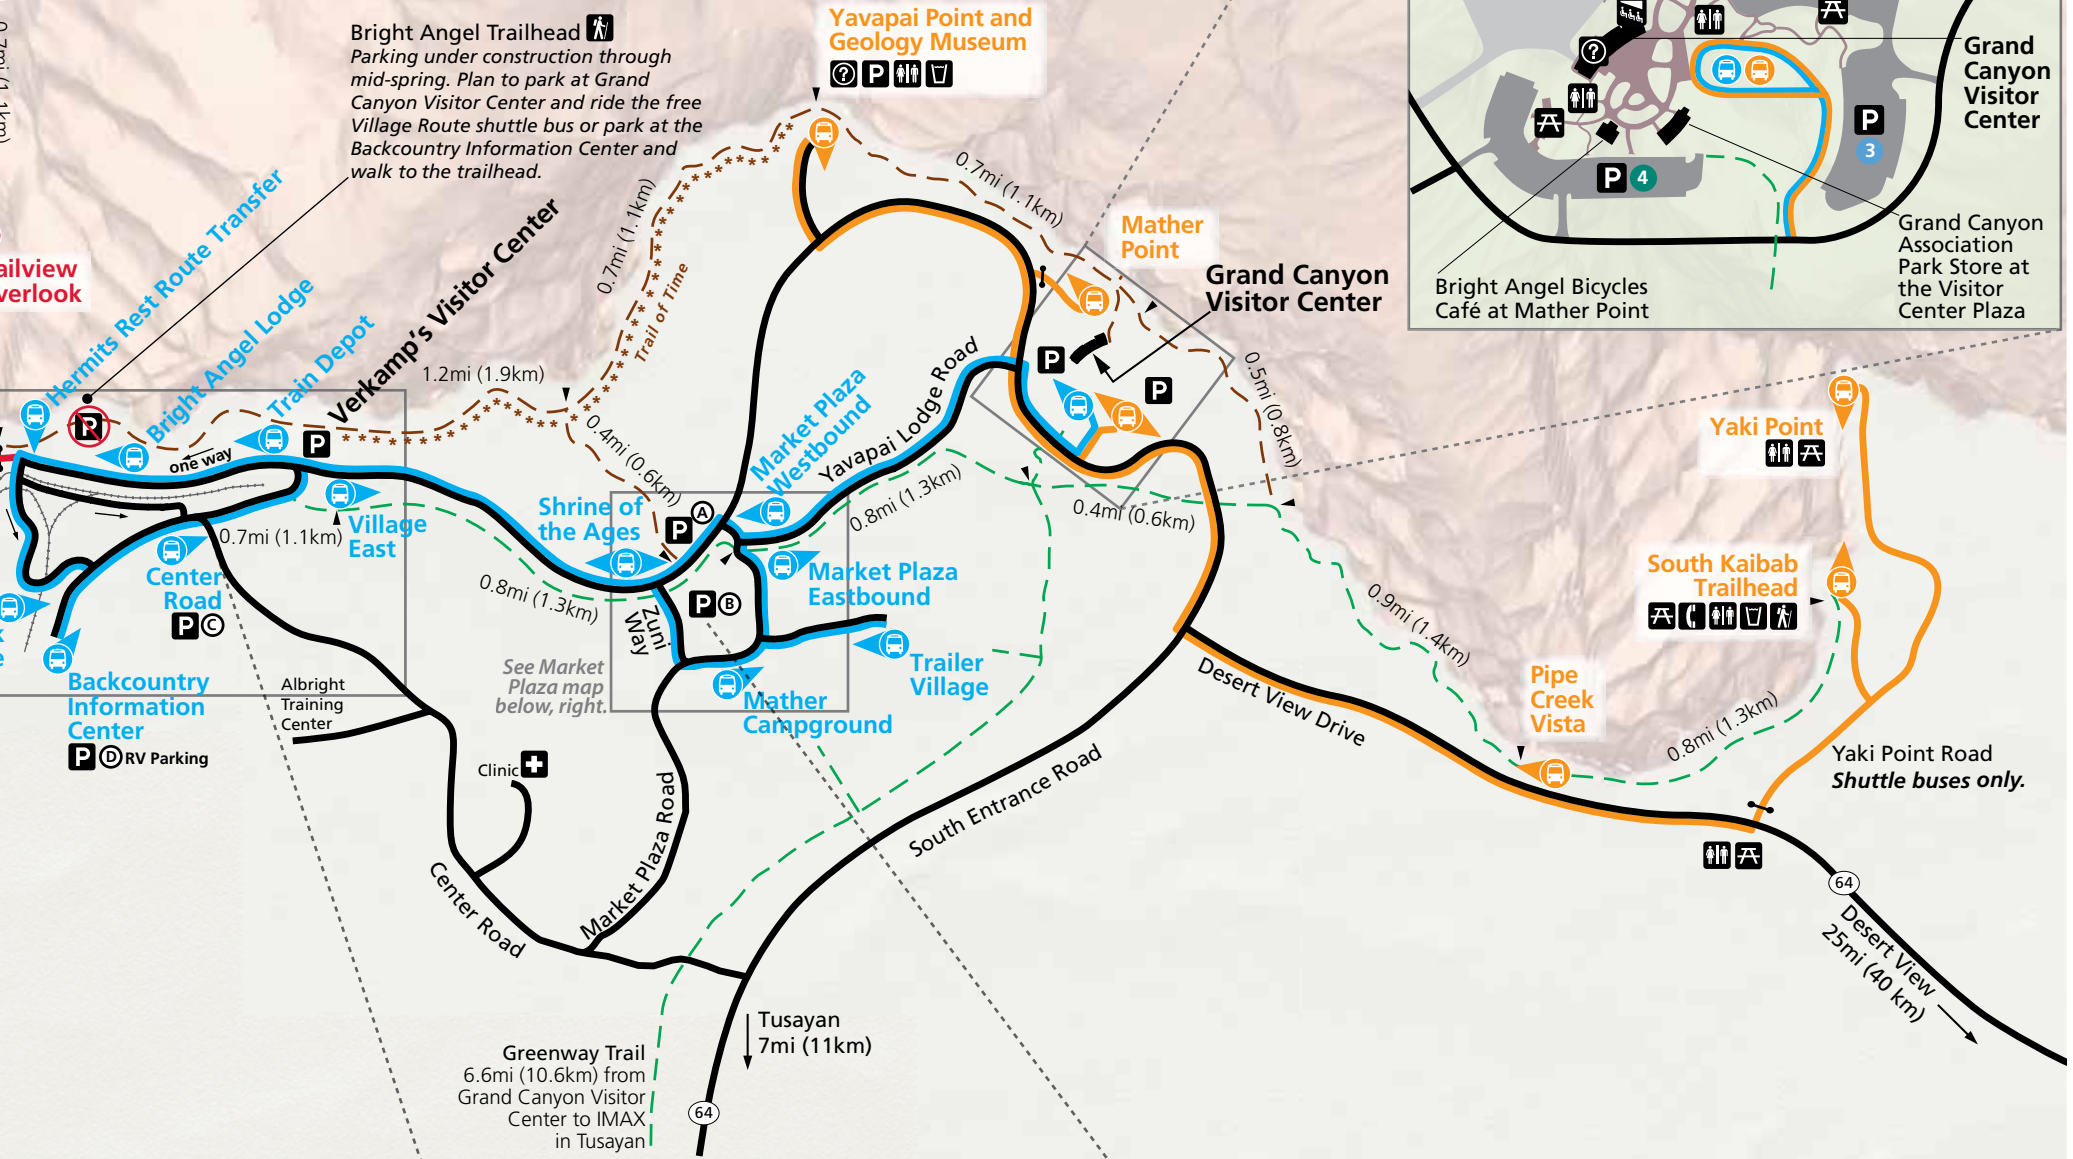 Bright Angel Trailhead
Parking under construction through
mid-spring. Plan to park at Grand
Canyon Visitor Center and ride the free
Village Route shuttle bus or park at the
Backcountry Information Center and
walk to the trailhead.
Yavapai Point and
Geology Museum
? P
0.7mi (1.1km)
ailview
verlook
Hermits Rest Route Transfer
Bright Angel Lodge
Train Depot
Verkamp's Visitor Center
0.7mi (1.1km)
Trail of Time
1.2mi (1.9km)
0.7mi (1.1km)
Mather
Point
Grand Canyon
Visitor Center
?
P 3
P 4
Grand
Canyon
Visitor
Center
Grand Canyon
Association
Park Store at
the Visitor
Center Plaza
Bright Angel Bicycles
Café at Mather Point
P
P
P
P
one way
Village
East
0.7mi (1.1km)
Center
Road
P C
Backcountry
Information
Center
P D RV Parking
0.4mi (0.6km)
Shrine of
the Ages
P A
Market Plaza
Westbound
Yavapai Lodge Road
0.8mi (1.3km)
0.8mi (1.3km)
Market Plaza
Eastbound
P B
Zuni
Way
Trailer
Village
Mather
Campground
See Market
Plaza map
below, right.
Albright
Training
Center
Clinic
Center Road
Market Plaza Road
South Entrance Road
0.5mi (0.8km)
0.4mi (0.6km)
0.9mi (1.4km)
Desert View Drive
Pipe
Creek
Vista
0.8mi (1.3km)
Yaki Point
South Kaibab
Trailhead
Yaki Point Road
Shuttle buses only.
64
Desert View
25mi (40 km)
Tusayan
7mi (11km)
Greenway Trail
6.6mi (10.6km) from
Grand Canyon Visitor
Center to IMAX
in Tusayan
64